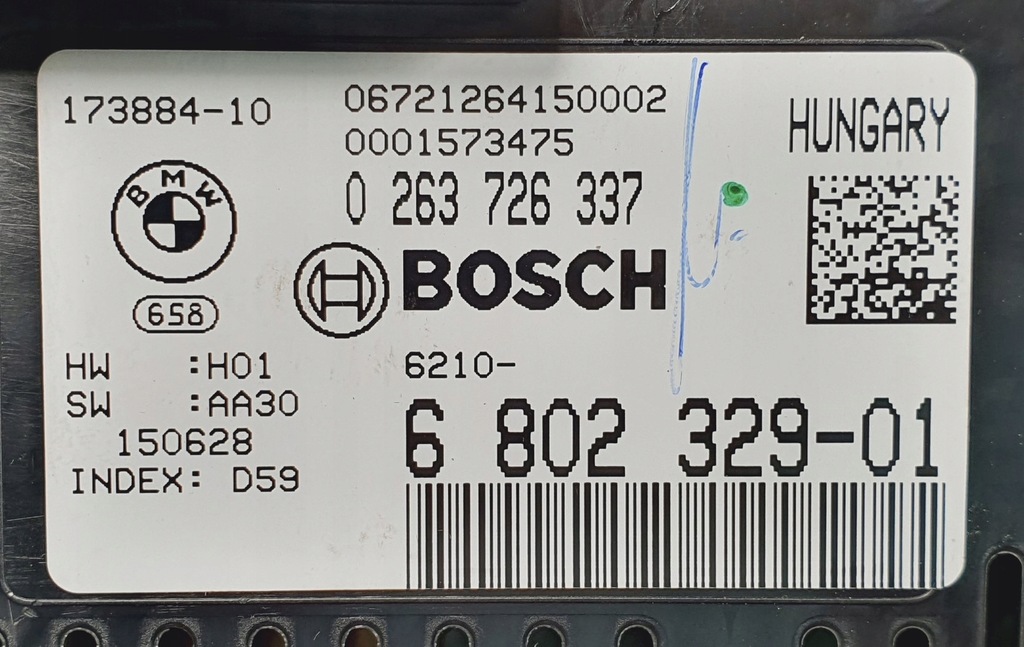 173884-10
06721264150002
0001573475
0 263 726 337
HUNGARY
BMW
658
BOSCH
HW :H01
SW :AA30
150628
INDEX: D59
6210-
6 802 329-01